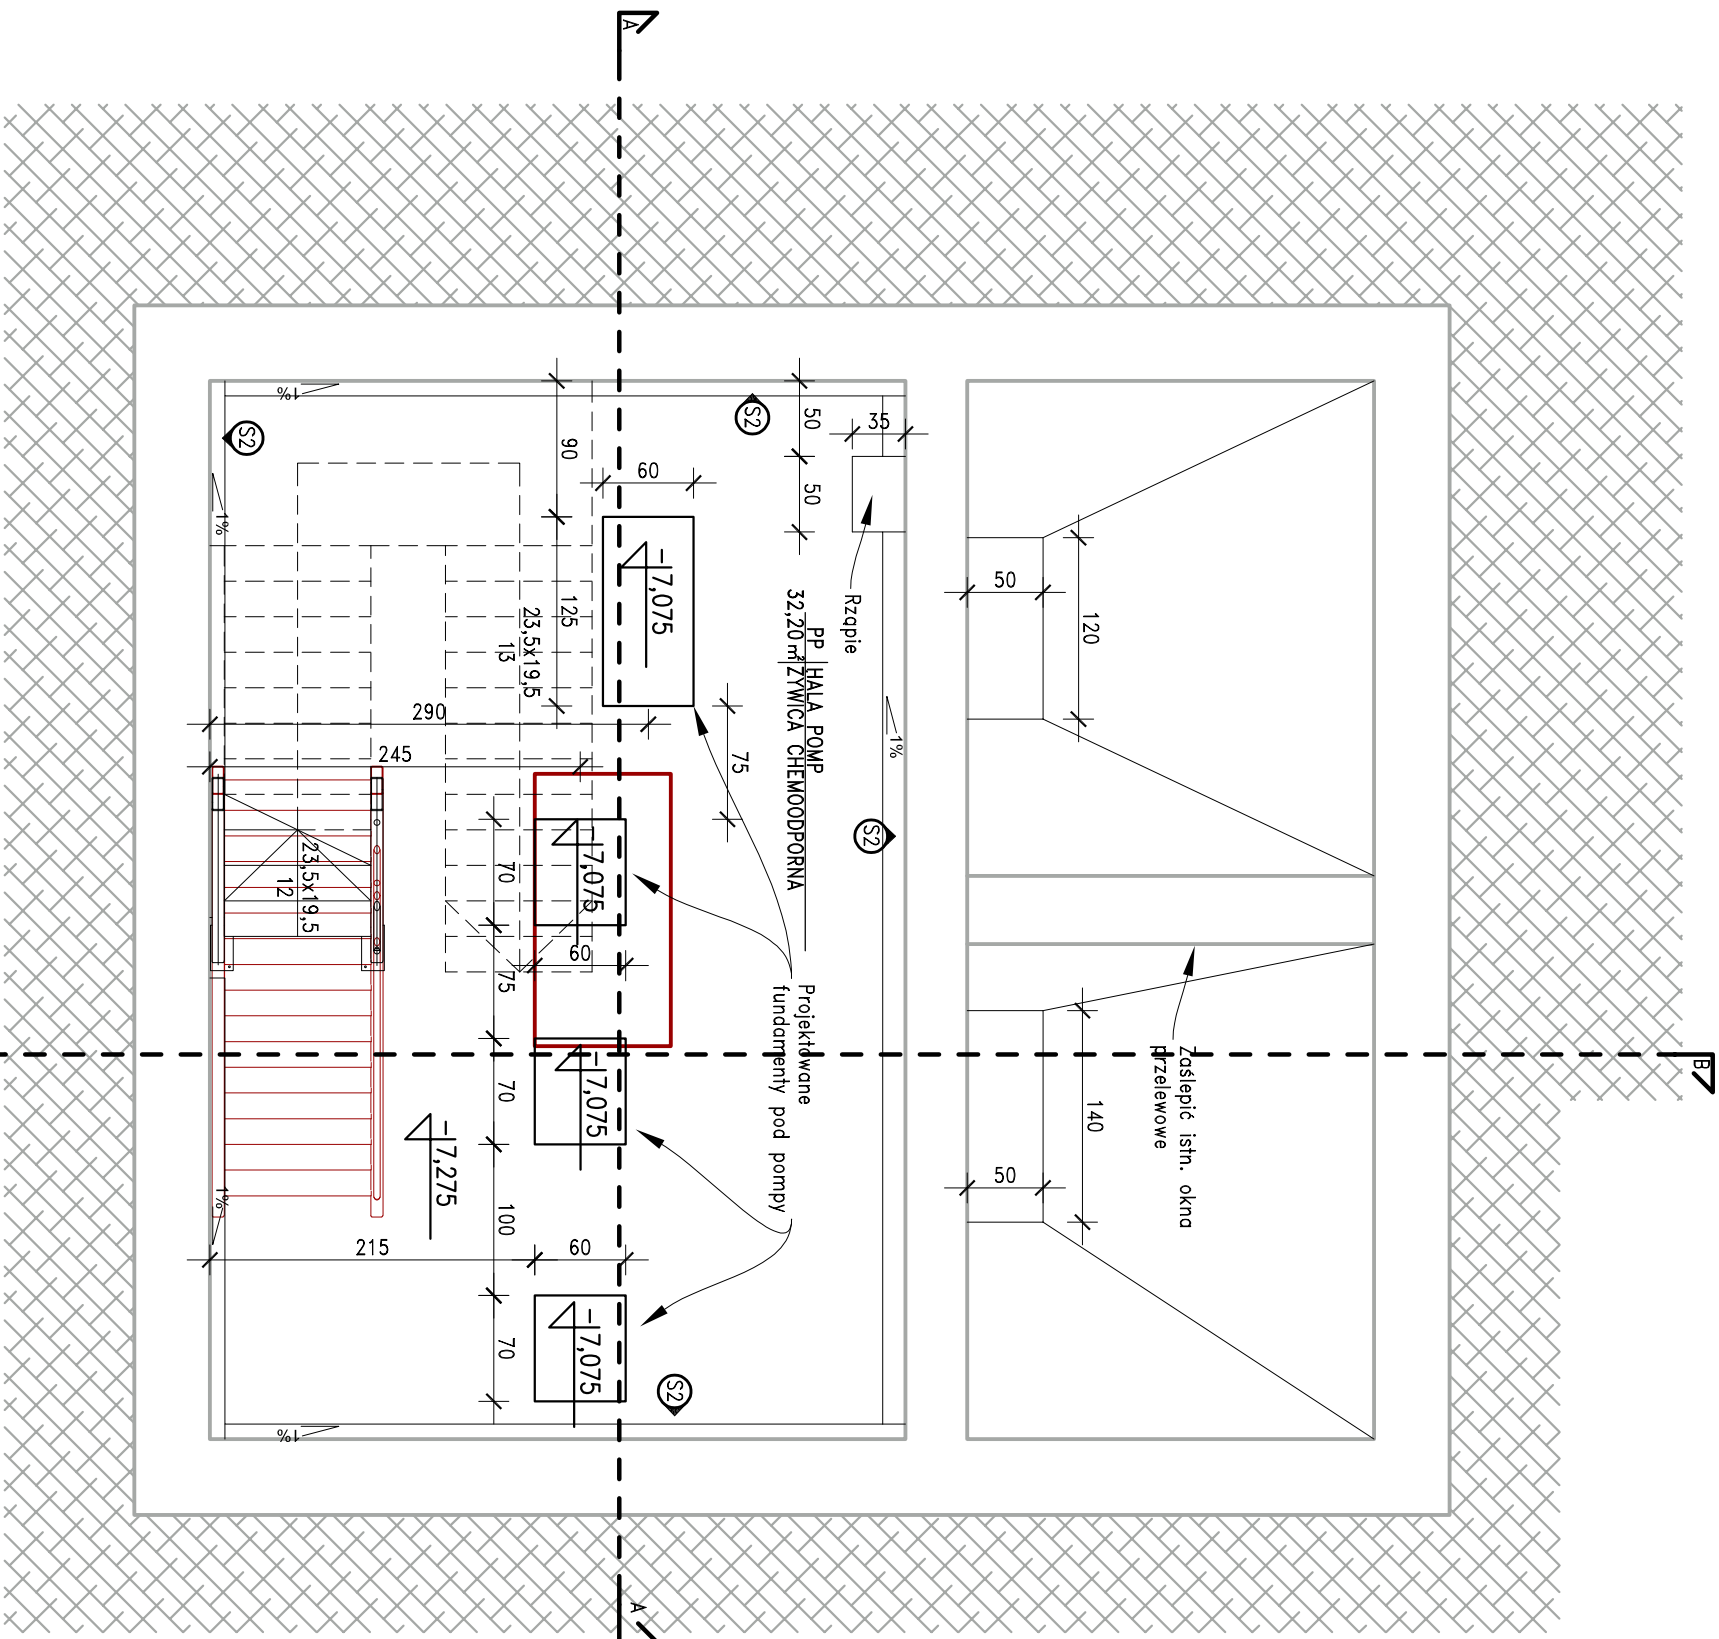 A
1%
S2
S2
50
35
50
60
90
-7,075
125
23,5x19,5
13
1%
Rząpie
PP HALA POMP
32,20 m² ŻYWICA CHEMOODPORNA
1%
S2
290
245
75
-7,075
70
60
75
23,5x19,5
12
Projektowane
fundamenty pod pompy
-7,075
70
-7,275
100
1%
215
60
-7,075
70
S2
1%
A
50
120
Zaślepić istn. okna
przelewowe
140
50
B